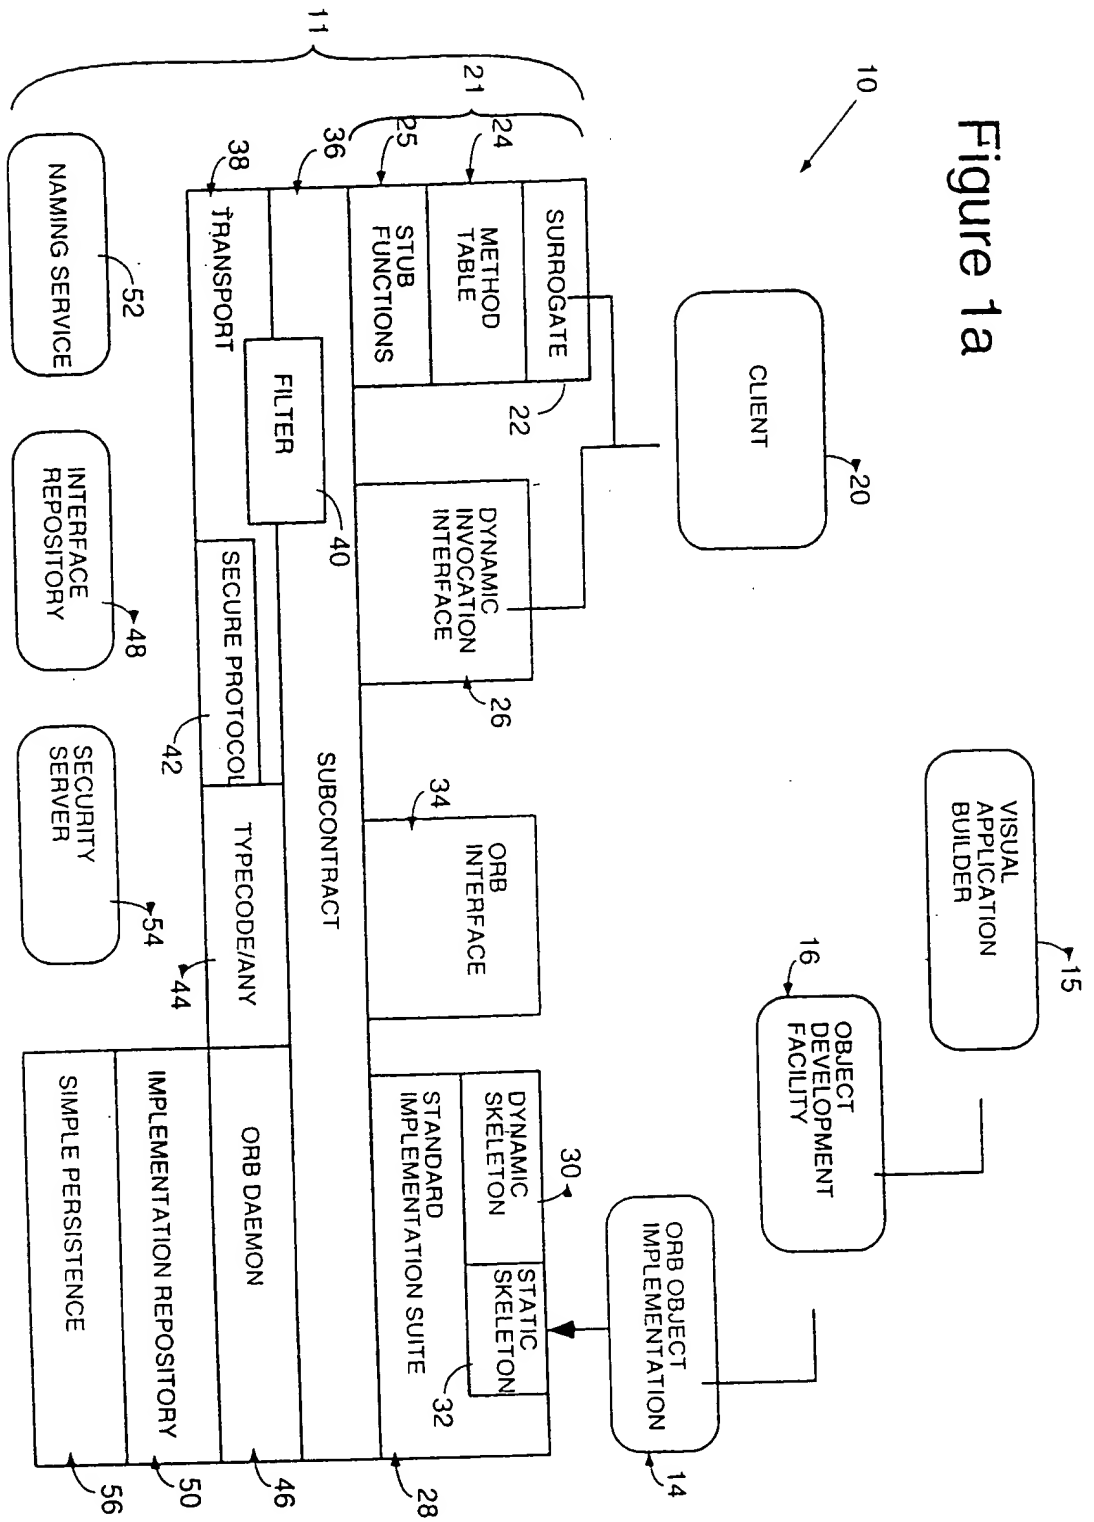 Figure 1a
10
11
21
CLIENT
20
VISUAL
APPLICATION
BUILDER
15
16
OBJECT
DEVELOPMENT
FACILITY
ORB OBJECT
IMPLEMENTATION
14
SURROGATE
22
24
METHOD
TABLE
25
STUB
FUNCTIONS
DYNAMIC
INVOCATION
INTERFACE
26
34
ORB
INTERFACE
30
DYNAMIC
SKELETON
STATIC
SKELETON
32
STANDARD
IMPLEMENTATION SUITE
28
36
SUBCONTRACT
38
TRANSPORT
FILTER
40
SECURE PROTOCOL
42
TYPECODE/ANY
44
ORB DAEMON
46
IMPLEMENTATION REPOSITORY
50
SIMPLE PERSISTENCE
56
NAMING SERVICE
52
INTERFACE
REPOSITORY
48
SECURITY
SERVER
54